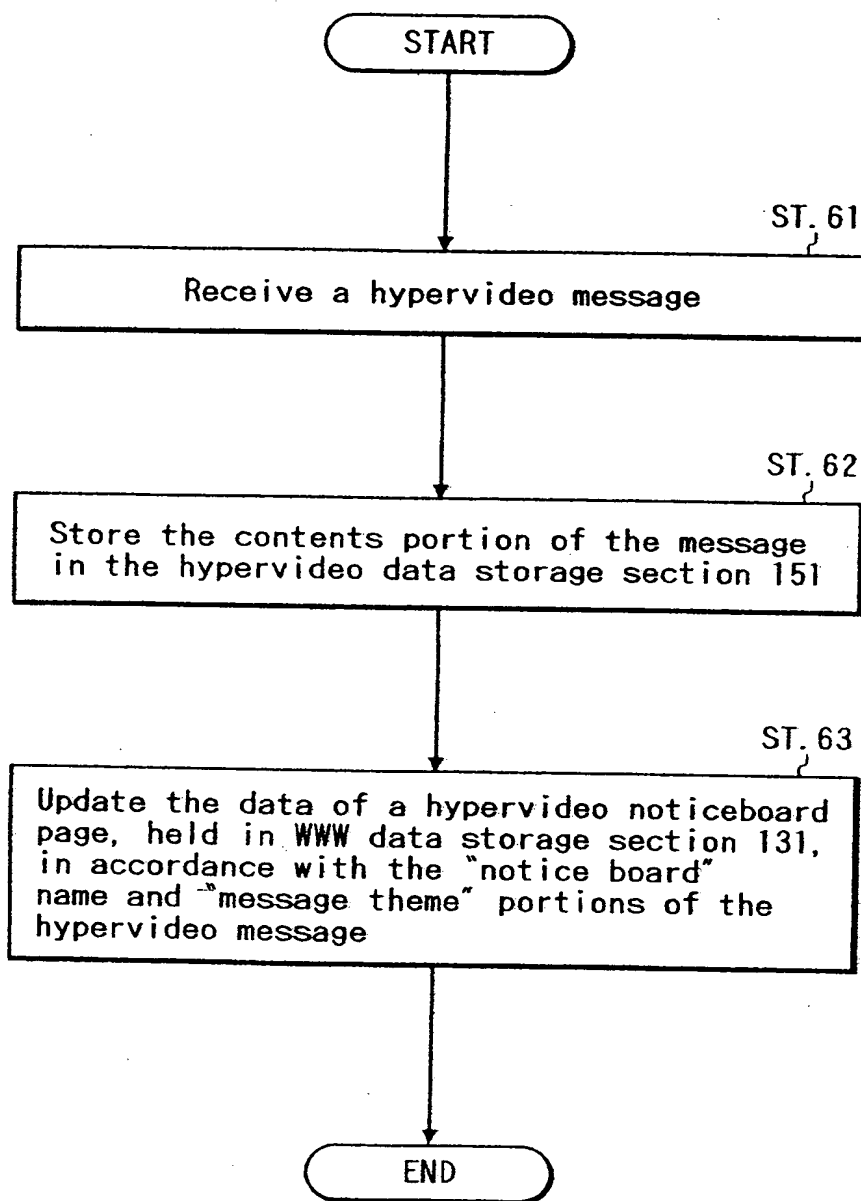 START
ST. 61
Receive a hypervideo message
ST. 62
Store the contents portion of the message
in the hypervideo data storage section 151
ST. 63
Update the data of a hypervideo noticeboard
page, held in WWW data storage section 131,
in accordance with the "notice board"
name and "message theme" portions of the
hypervideo message
END